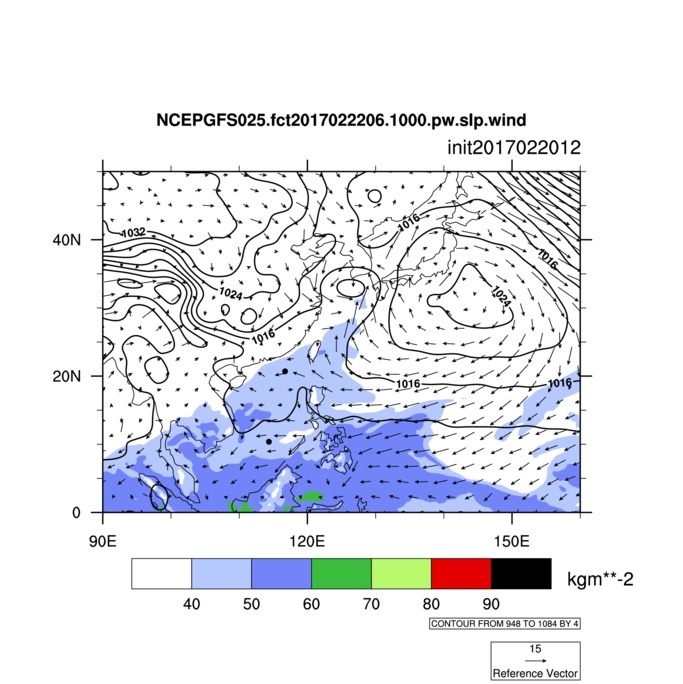 NCEPGFS025.fct2017022206.1000.pw.slp.wind
init2017022012
40N
20N
0
90E 120E 150E
1032
1016
1016
1024
1024
1016
1016
1016
40 50 60 70 80 90
kgm**-2
CONTOUR FROM 948 TO 1084 BY 4
15
Reference Vector